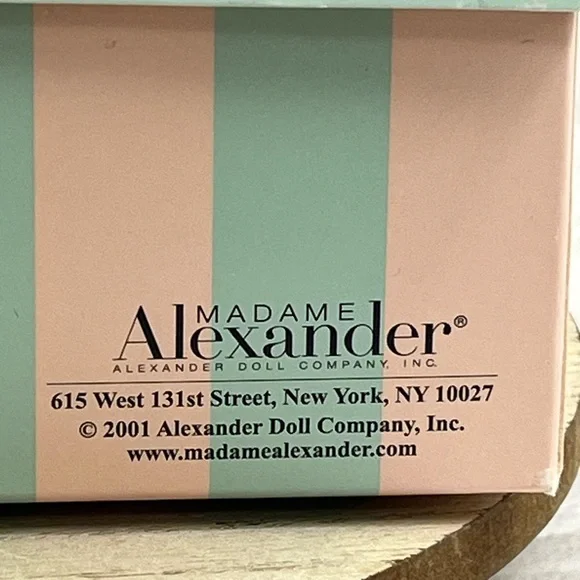 MADAME
Alexander®
ALEXANDER DOLL COMPANY, INC.
615 West 131st Street, New York, NY 10027
© 2001 Alexander Doll Company, Inc.
www.madamealexander.com